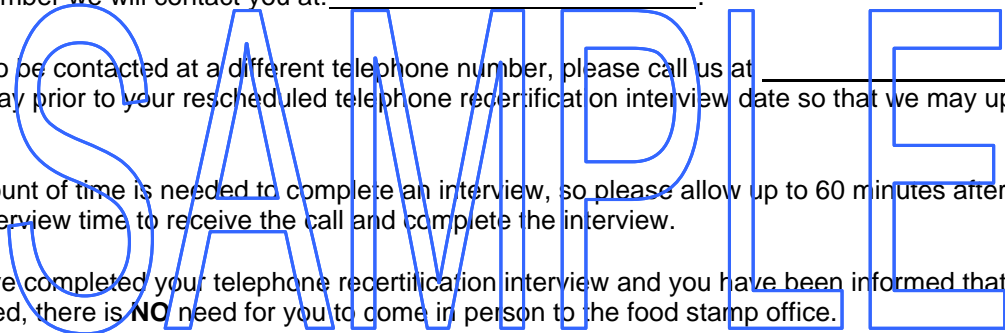 mber we will contact you at: .
o be contacted at a different telephone number, please call us at
ay prior to your rescheduled telephone recertification interview date so that we may up
ount of time is needed to complete an interview, so please allow up to 60 minutes after
erview time to receive the call and complete the interview.
ve completed your telephone recertification interview and you have been informed that
ed, there is NO need for you to come in person to the food stamp office.
SAMPLE